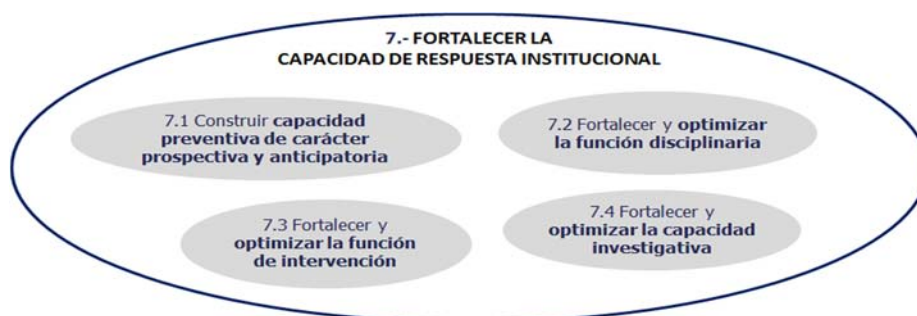 7.- FORTALECER LA
CAPACIDAD DE RESPUESTA INSTITUCIONAL
7.1 Construir capacidad
preventiva de carácter
prospectiva y anticipatoria
7.2 Fortalecer y optimizar
la función disciplinaria
7.3 Fortalecer y
optimizar la función
de intervención
7.4 Fortalecer y
optimizar la capacidad
investigativa